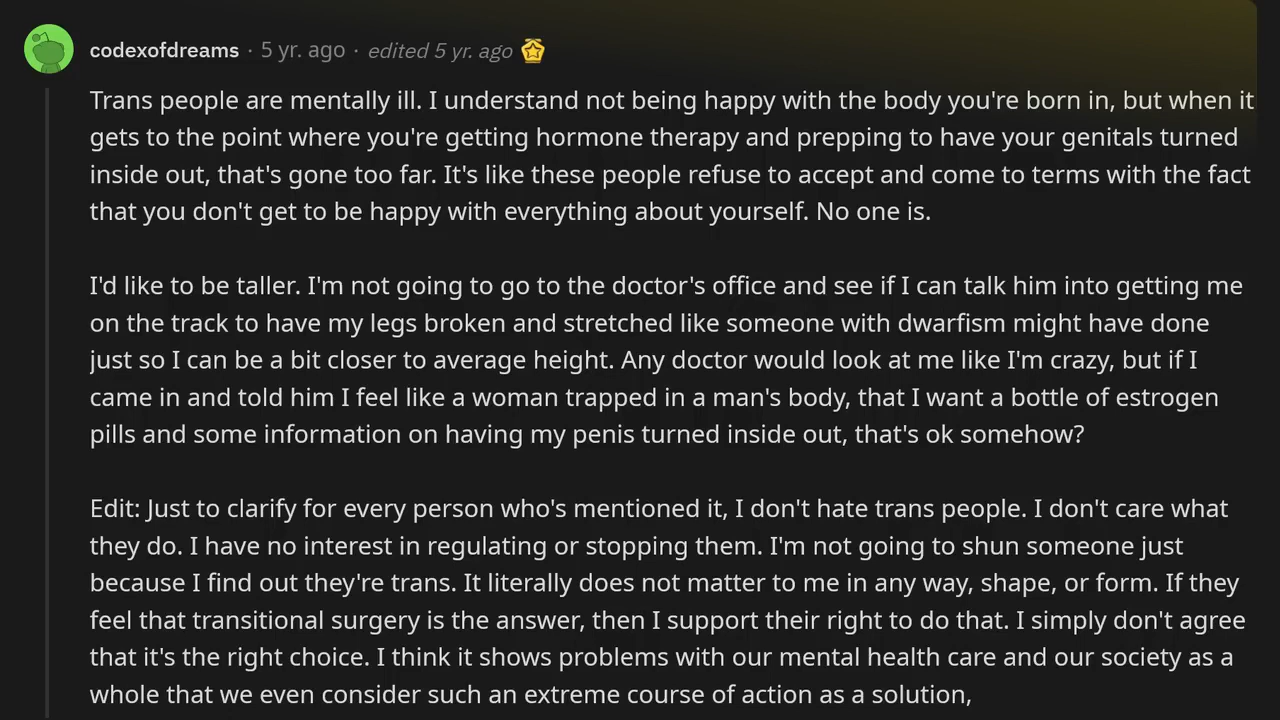 codexofdreams · 5 yr. ago · edited 5 yr. ago
Trans people are mentally ill. I understand not being happy with the body you're born in, but when it
gets to the point where you're getting hormone therapy and prepping to have your genitals turned
inside out, that's gone too far. It's like these people refuse to accept and come to terms with the fact
that you don't get to be happy with everything about yourself. No one is.
I'd like to be taller. I'm not going to go to the doctor's office and see if I can talk him into getting me
on the track to have my legs broken and stretched like someone with dwarfism might have done
just so I can be a bit closer to average height. Any doctor would look at me like I'm crazy, but if I
came in and told him I feel like a woman trapped in a man's body, that I want a bottle of estrogen
pills and some information on having my penis turned inside out, that's ok somehow?
Edit: Just to clarify for every person who's mentioned it, I don't hate trans people. I don't care what
they do. I have no interest in regulating or stopping them. I'm not going to shun someone just
because I find out they're trans. It literally does not matter to me in any way, shape, or form. If they
feel that transitional surgery is the answer, then I support their right to do that. I simply don't agree
that it's the right choice. I think it shows problems with our mental health care and our society as a
whole that we even consider such an extreme course of action as a solution,